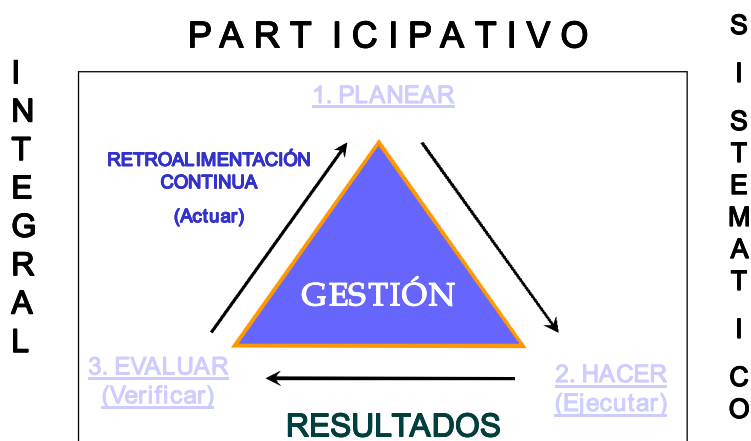 PARTICIPATIVO
INTEGRAL
SISTEMATICO
1. PLANEAR
RETROALIMENTACIÓN
CONTINUA
(Actuar)
GESTIÓN
3. EVALUAR
(Verificar)
2. HACER
(Ejecutar)
RESULTADOS